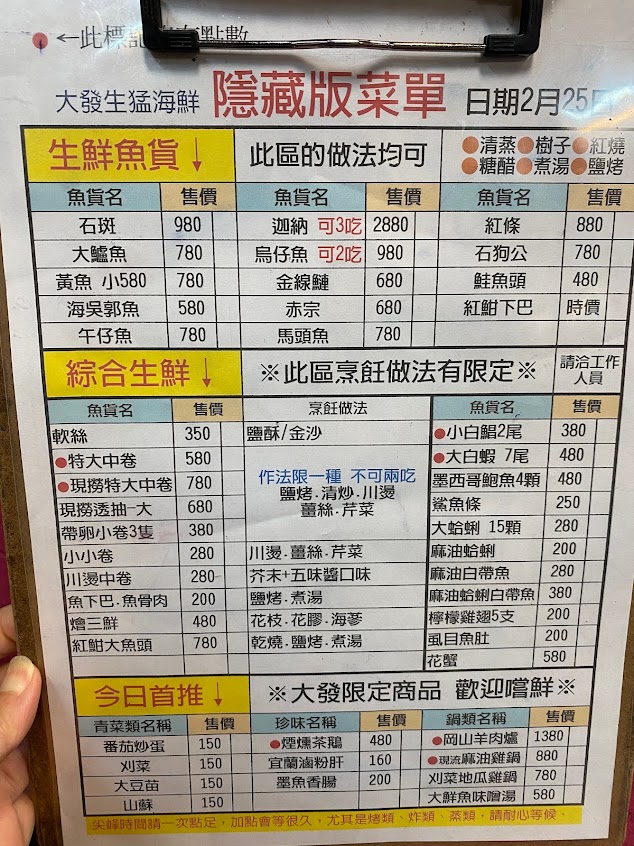 ←此標記
點數
大發生猛海鮮 隱藏版菜單 日期2月25日
生鮮魚貨↓ 此區的做法均可 清蒸 樹子 紅燒
糖醋 煮湯 鹽烤
魚貨名 售價 魚貨名 售價 魚貨名 售價
石斑 980 迦納 可3吃 2880 紅條 880
大鱸魚 780 烏仔魚 可2吃 980 石狗公 780
黃魚 小580 780 金線鰱 680 鮭魚頭 480
海吳郭魚 580 赤宗 680 紅魽下巴 時價
午仔魚 780 馬頭魚 780
綜合生鮮↓ ※此區烹飪做法有限定※ 請洽工作
人員
魚貨名 售價 烹飪做法 魚貨名 售價
軟絲 350 鹽酥/金沙 小白鯧2尾 380
特大中卷 580 大白蝦 7尾 480
作法限一種 不可兩吃
現撈特大中卷 780 鹽烤.清炒.川燙 墨西哥鮑魚4顆 480
現撈透抽-大 680 薑絲.芹菜 鯊魚條 250
帶卵小卷3隻 380 大蛤蜊 15顆 280
小小卷 280 川燙.薑絲.芹菜 麻油蛤蜊 200
川燙中卷 280 芥末+五味醬口味 麻油白帶魚 280
魚下巴.魚骨肉 200 鹽烤.煮湯 麻油蛤蜊白帶魚 380
燴三鮮 480 花枝.花膠.海蔘 檸檬雞翅5支 200
紅魽大魚頭 780 乾燒.鹽烤.煮湯 虱目魚肚 200
花蟹 580
今日首推↓ ※大發限定商品 歡迎嚐鮮※
青菜類名稱 售價 珍味名稱 售價 鍋類名稱 售價
番茄炒蛋 150 煙燻茶鵝 480 岡山羊肉爐 1380
刈菜 150 宜蘭滷粉肝 160 現流麻油雞鍋 880
大豆苗 150 墨魚香腸 200 刈菜地瓜雞鍋 780
山蘇 150 大鮮魚味噌湯 580
尖峰時間請一次點足，加點會等很久，尤其是烤類、炸類、蒸類，請耐心等候．